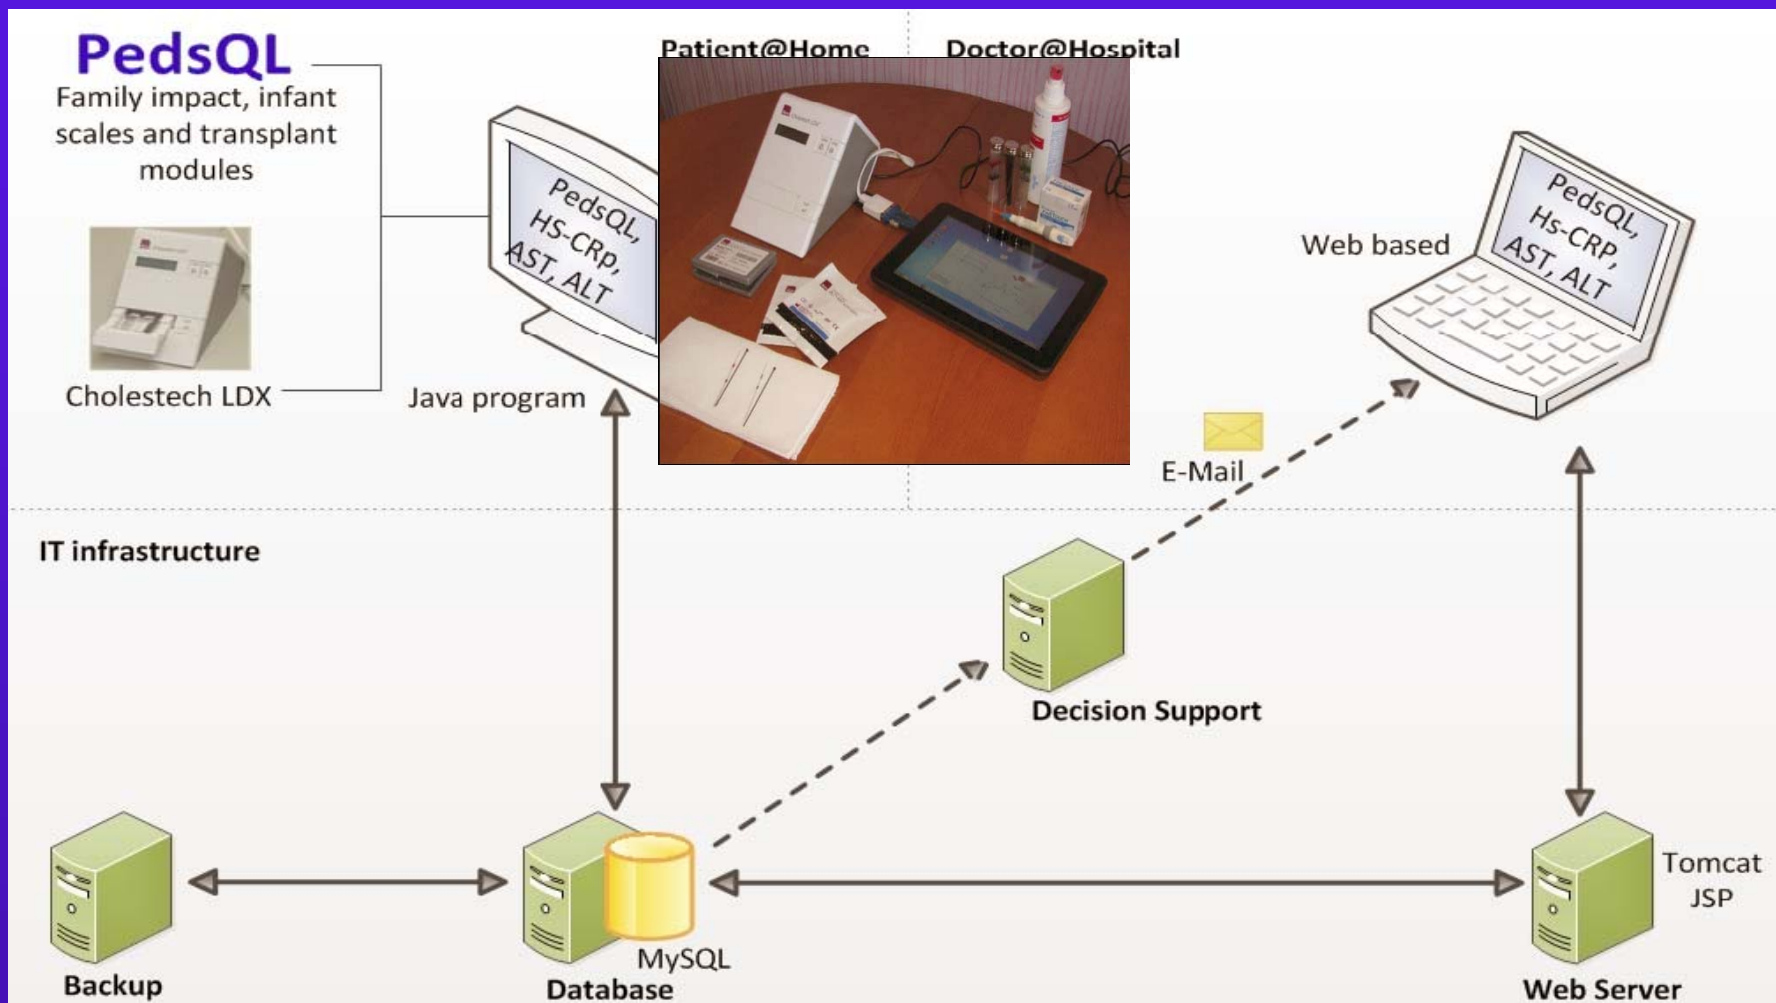 PedsQL
Family impact, infant
scales and transplant
modules
Cholestech LDX
Patient@Home
Doctor@Hospital
PedsQL,
HS-CRp,
AST, ALT
Java program
Cholestech LDX
Web based
PedsQL,
Hs-CRP,
AST, ALT
E-Mail
IT infrastructure
Decision Support
Backup
MySQL
Database
Tomcat
JSP
Web Server